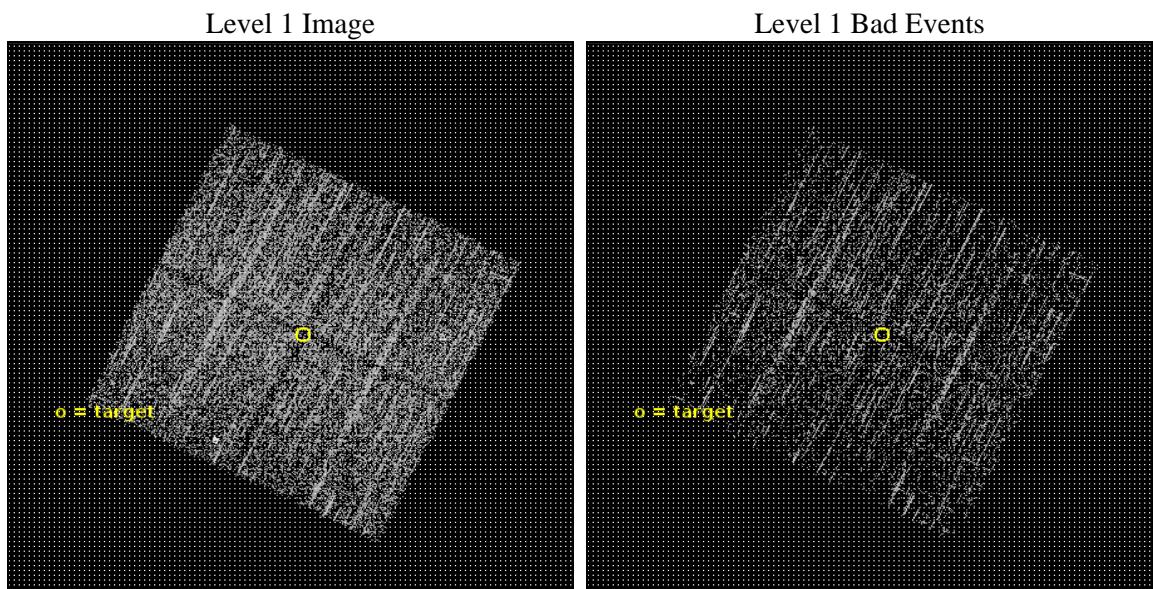 Level 1 Image
Level 1 Bad Events
o = target
o = target